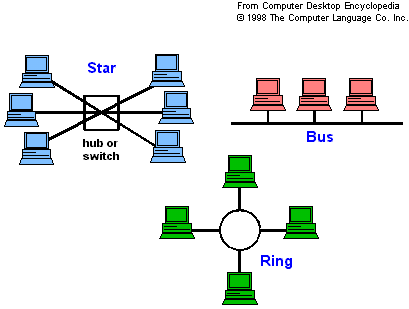 From Computer Desktop Encyclopedia
© 1998 The Computer Language Co. Inc.
Star
hub or
switch
Bus
Ring